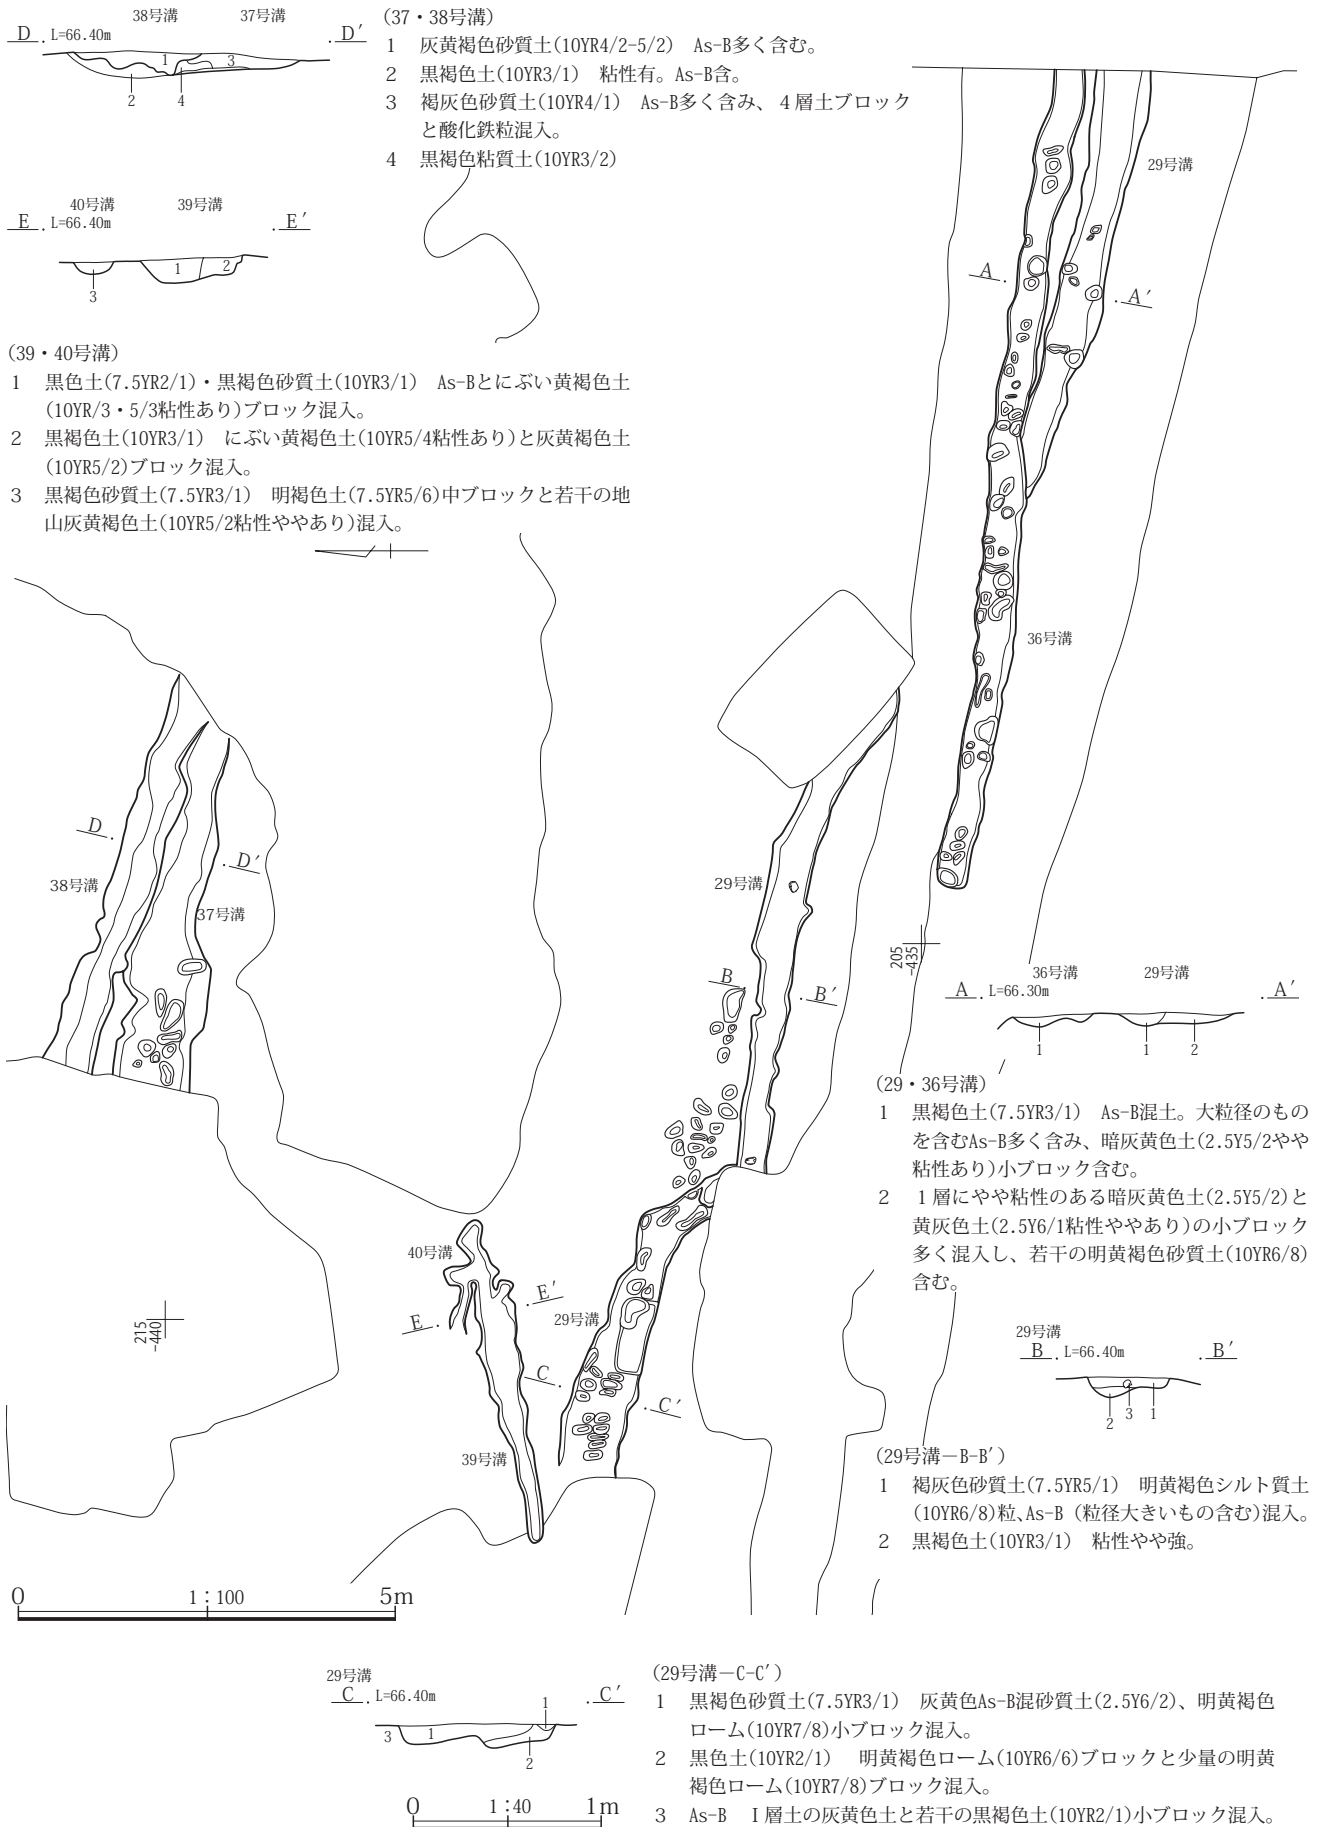 38号溝　37号溝
D . L=66.40m . D′
1 3
2 4
（37・38号溝）
1　灰黄褐色砂質土(10YR4/2-5/2)　As-B多く含む。
2　黒褐色土(10YR3/1)　粘性有。As-B含。
3　褐灰色砂質土(10YR4/1)　As-B多く含み、４層土ブロック
と酸化鉄粒混入。
4　黒褐色粘質土(10YR3/2)
40号溝　39号溝
E . L=66.40m . E′
1 2
3
（39・40号溝）
1　黒色土(7.5YR2/1)・黒褐色砂質土(10YR3/1)　As-Bとにぶい黄褐色土
(10YR/3・5/3粘性あり)ブロック混入。
2　黒褐色土(10YR3/1)　にぶい黄褐色土(10YR5/4粘性あり)と灰黄褐色土
(10YR5/2)ブロック混入。
3　黒褐色砂質土(7.5YR3/1)　明褐色土(7.5YR5/6)中ブロックと若干の地
山灰黄褐色土(10YR5/2粘性ややあり)混入。
29号溝
A .
. A′
36号溝
D .
. D′
38号溝
37号溝
29号溝
B
. B′
205
-435
36号溝　29号溝
A . L=66.30m . A′
1 1 2
（29・36号溝）
1　黒褐色土(7.5YR3/1)　As-B混土。大粒径のもの
を含むAs-B多く含み、暗灰黄色土(2.5Y5/2やや
粘性あり)小ブロック含む。
2　１層にやや粘性のある暗灰黄色土(2.5Y5/2)と
黄灰色土(2.5Y6/1粘性ややあり)の小ブロック
多く混入し、若干の明黄褐色砂質土(10YR6/8)
含む。
40号溝
E .
. E′
29号溝
215
-440
C .
. C′
39号溝
29号溝
B . L=66.40m . B′
2 3 1
（29号溝－B-B′）
1　褐灰色砂質土(7.5YR5/1)　明黄褐色シルト質土
(10YR6/8)粒､As-B（粒径大きいもの含む)混入。
2　黒褐色土(10YR3/1)　粘性やや強。
0　1：100　5m
29号溝
C . L=66.40m . C′
1
3 1
2
（29号溝－C-C′）
1　黒褐色砂質土(7.5YR3/1)　灰黄色As-B混砂質土(2.5Y6/2)、明黄褐色
ローム(10YR7/8)小ブロック混入。
2　黒色土(10YR2/1)　明黄褐色ローム(10YR6/6)ブロックと少量の明黄
褐色ローム(10YR7/8)ブロック混入。
3　As-B　Ⅰ層土の灰黄色土と若干の黒褐色土(10YR2/1)小ブロック混入。
0　1：40　1m